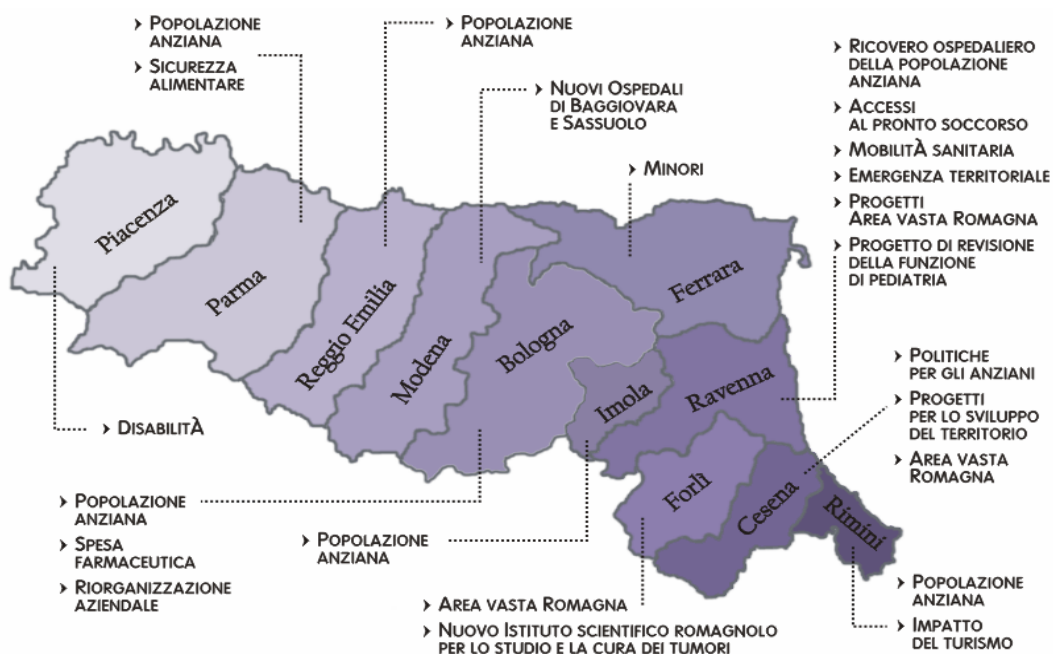 › Popolazione
anziana
› Sicurezza
alimentare
› Popolazione
anziana
› Nuovi Ospedali
di Baggiovara
e Sassuolo
› Minori
› Ricovero ospedaliero
della popolazione
anziana
› Accessi
al pronto soccorso
› Mobilità sanitaria
› Emergenza territoriale
› Progetti
Area vasta Romagna
› Progetto di revisione
della funzione
di pediatria
Piacenza
Parma
Reggio Emilia
Modena
Bologna
Ferrara
Imola
Ravenna
Forlì
Cesena
Rimini
› Politiche
per gli anziani
› Progetti
per lo sviluppo
del territorio
› Area vasta
Romagna
› Disabilità
› Popolazione
anziana
› Spesa
farmaceutica
› Riorganizzazione
aziendale
› Popolazione
anziana
› Area vasta Romagna
› Nuovo Istituto scientifico romagnolo
per lo studio e la cura dei tumori
› Popolazione
anziana
› Impatto
del turismo